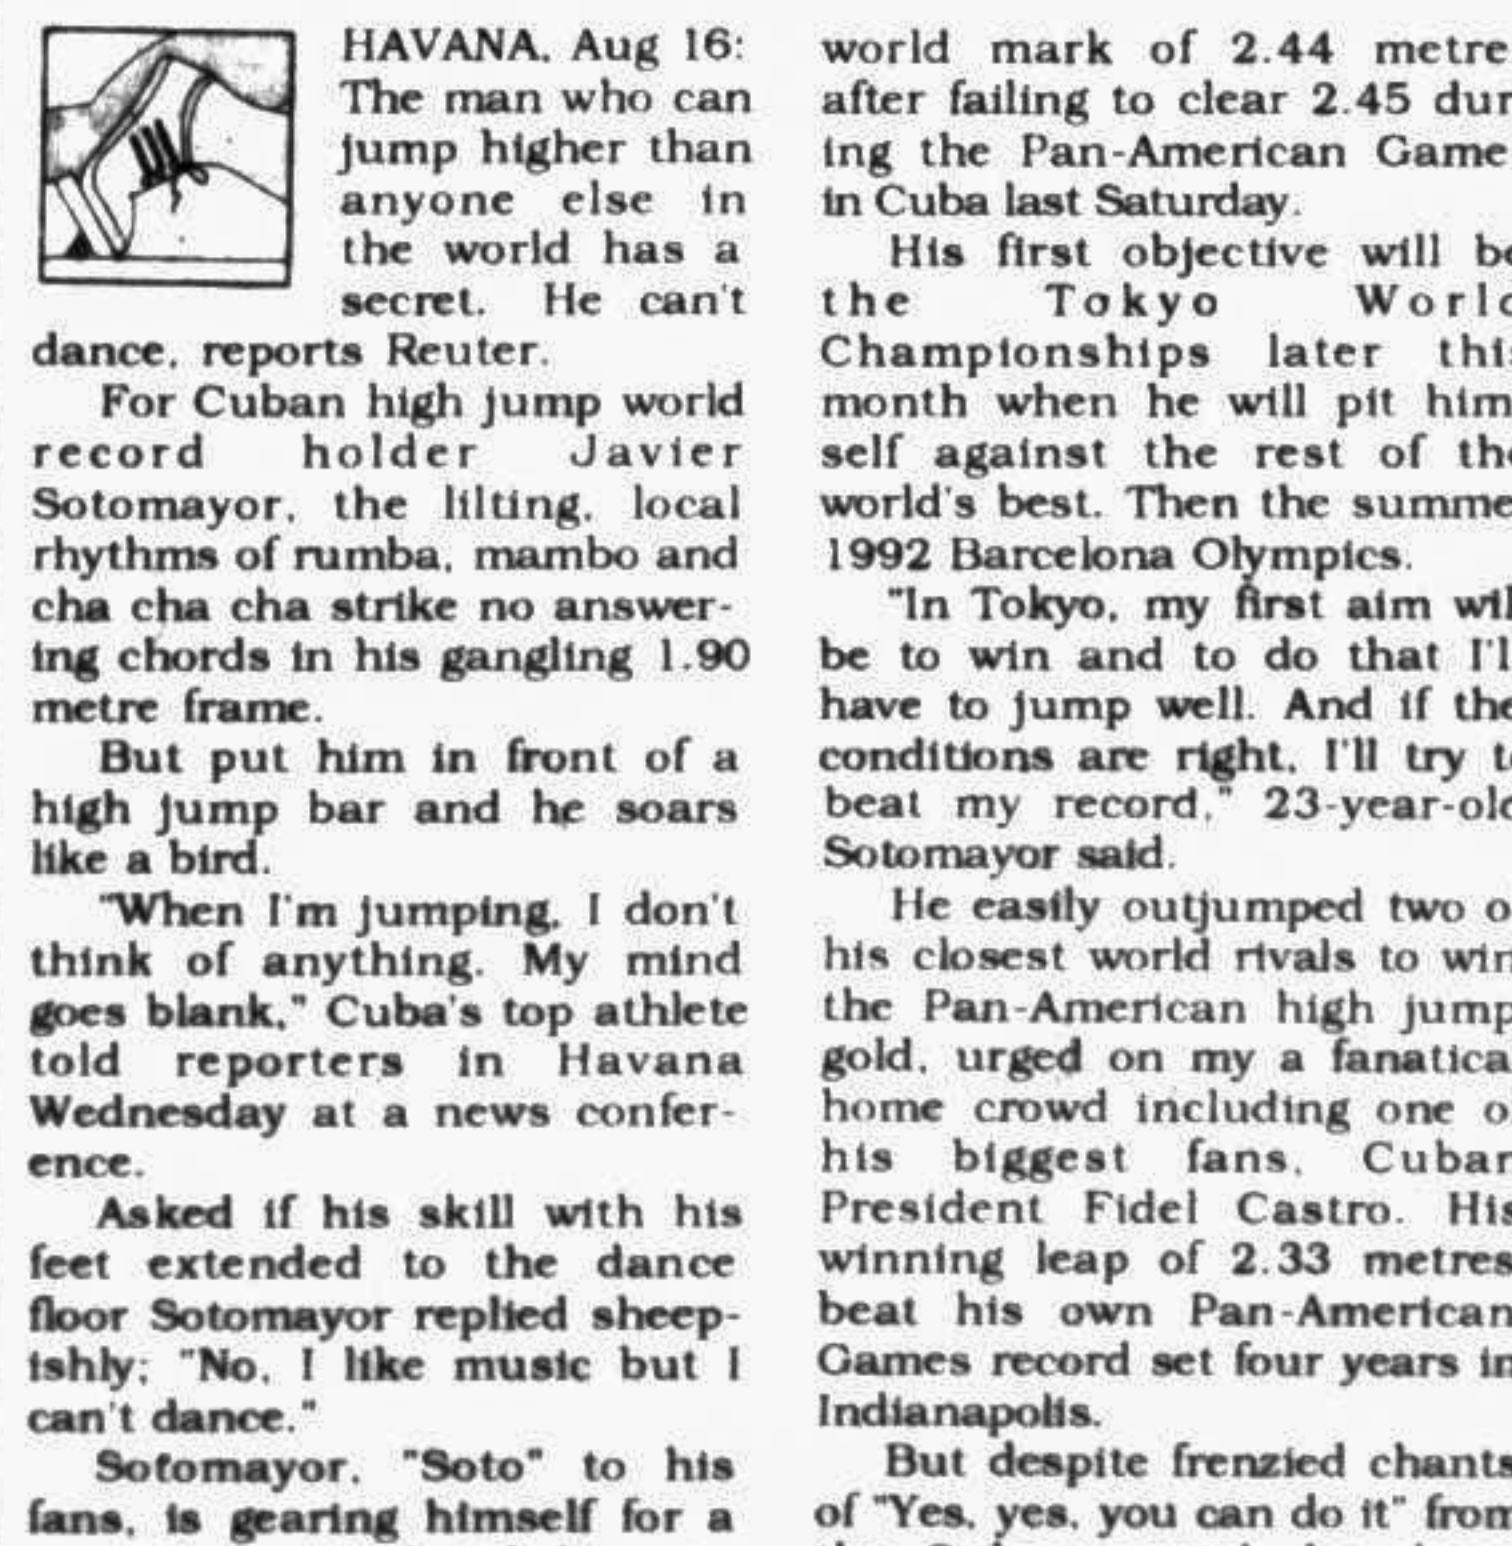 HAVANA, Aug 16:
The man who can
jump higher than
anyone else in
the world has a
secret. He can't
dance, reports Reuter.
For Cuban high jump world
record holder Javier
Sotomayor, the lilting, local
rhythms of rumba, mambo and
cha cha cha strike no answer-
ing chords in his gangling 1.90
metre frame.
But put him in front of a
high jump bar and he soars
like a bird.
"When I'm jumping, I don't
think of anything. My mind
goes blank," Cuba's top athlete
told reporters in Havana
Wednesday at a news confer-
ence.
Asked if his skill with his
feet extended to the dance
floor Sotomayor replied sheep-
ishly; "No, I like music but I
can't dance."
Sotomayor, "Soto" to his
fans, is gearing himself for a
world mark of 2.44 metre
after failing to clear 2.45 dur
ing the Pan-American Game
in Cuba last Saturday.
His first objective will be
the Tokyo World
Championships later this
month when he will pit him
self against the rest of the
world's best. Then the summe
1992 Barcelona Olympics.
"In Tokyo, my first aim wil
be to win and to do that I'l
have to jump well. And if the
conditions are right, I'll try to
beat my record," 23-year-old
Sotomayor said.
He easily outjumped two o
his closest world rivals to win
the Pan-American high jump
gold, urged on my a fanatica
home crowd including one o
his biggest fans, Cuban
President Fidel Castro. His
winning leap of 2.33 metres
beat his own Pan-American
Games record set four years in
Indianapolis.
But despite frenzied chants
of "Yes, yes, you can do it" from